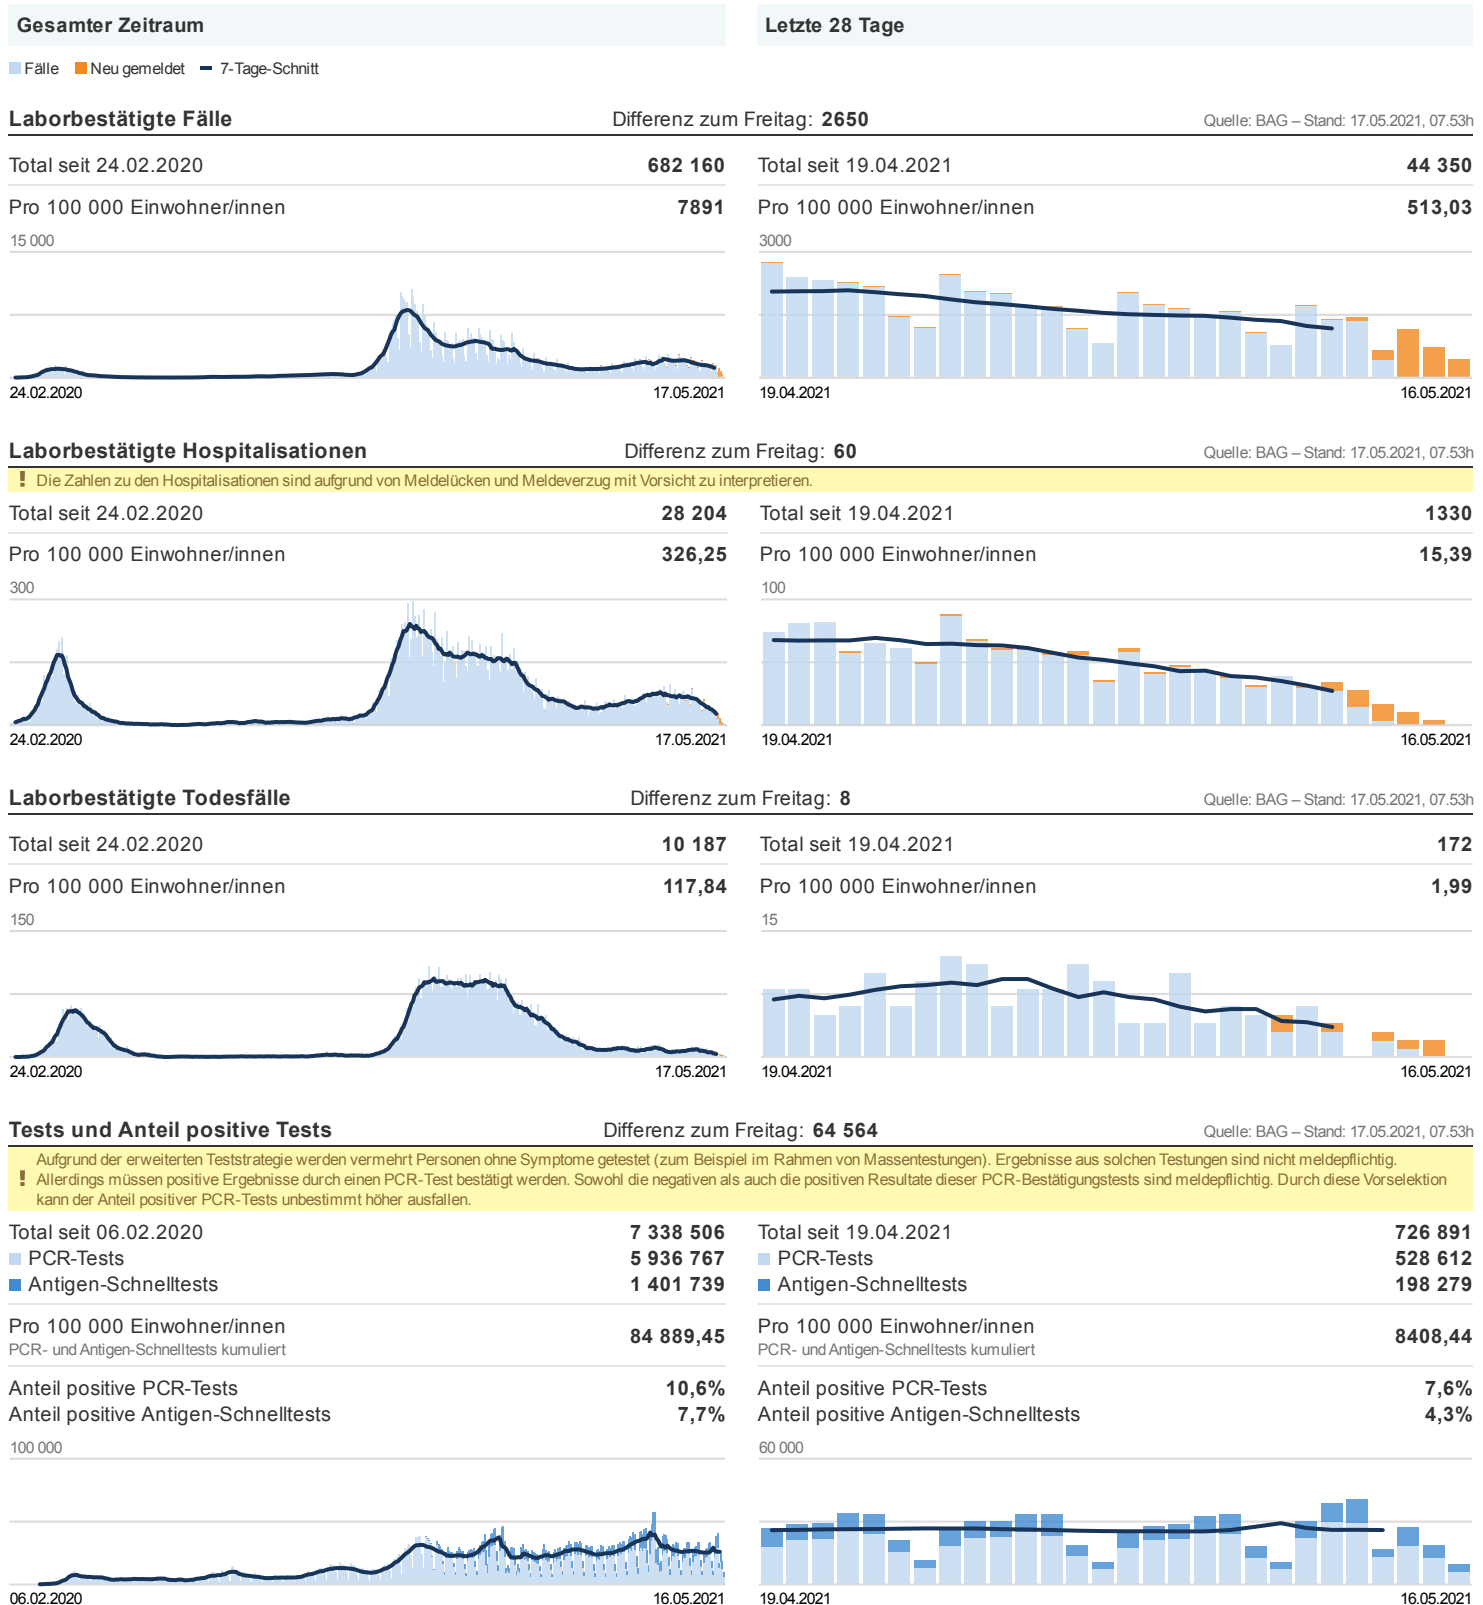 Gesamter Zeitraum
Letzte 28 Tage
Fälle Neu gemeldet 7-Tage-Schnitt
Laborbestätigte Fälle Differenz zum Freitag: 2650 Quelle: BAG – Stand: 17.05.2021, 07.53h
Total seit 24.02.2020 682 160
Pro 100 000 Einwohner/innen 7891
15 000
24.02.2020 17.05.2021
Total seit 19.04.2021 44 350
Pro 100 000 Einwohner/innen 513,03
3000
19.04.2021 16.05.2021
Laborbestätigte Hospitalisationen Differenz zum Freitag: 60 Quelle: BAG – Stand: 17.05.2021, 07.53h
! Die Zahlen zu den Hospitalisationen sind aufgrund von Meldelücken und Meldeverzug mit Vorsicht zu interpretieren.
Total seit 24.02.2020 28 204
Pro 100 000 Einwohner/innen 326,25
300
24.02.2020 17.05.2021
Total seit 19.04.2021 1330
Pro 100 000 Einwohner/innen 15,39
100
19.04.2021 16.05.2021
Laborbestätigte Todesfälle Differenz zum Freitag: 8 Quelle: BAG – Stand: 17.05.2021, 07.53h
Total seit 24.02.2020 10 187
Pro 100 000 Einwohner/innen 117,84
150
24.02.2020 17.05.2021
Total seit 19.04.2021 172
Pro 100 000 Einwohner/innen 1,99
15
19.04.2021 16.05.2021
Tests und Anteil positive Tests Differenz zum Freitag: 64 564 Quelle: BAG – Stand: 17.05.2021, 07.53h
Aufgrund der erweiterten Teststrategie werden vermehrt Personen ohne Symptome getestet (zum Beispiel im Rahmen von Massentestungen). Ergebnisse aus solchen Testungen sind nicht meldepflichtig.
! Allerdings müssen positive Ergebnisse durch einen PCR-Test bestätigt werden. Sowohl die negativen als auch die positiven Resultate dieser PCR-Bestätigungstests sind meldepflichtig. Durch diese Vorselektion
kann der Anteil positiver PCR-Tests unbestimmt höher ausfallen.
Total seit 06.02.2020 7 338 506
PCR-Tests 5 936 767
Antigen-Schnelltests 1 401 739
Pro 100 000 Einwohner/innen 84 889,45
PCR- und Antigen-Schnelltests kumuliert
Anteil positive PCR-Tests 10,6%
Anteil positive Antigen-Schnelltests 7,7%
100 000
06.02.2020 16.05.2021
Total seit 19.04.2021 726 891
PCR-Tests 528 612
Antigen-Schnelltests 198 279
Pro 100 000 Einwohner/innen 8408,44
PCR- und Antigen-Schnelltests kumuliert
Anteil positive PCR-Tests 7,6%
Anteil positive Antigen-Schnelltests 4,3%
60 000
19.04.2021 16.05.2021